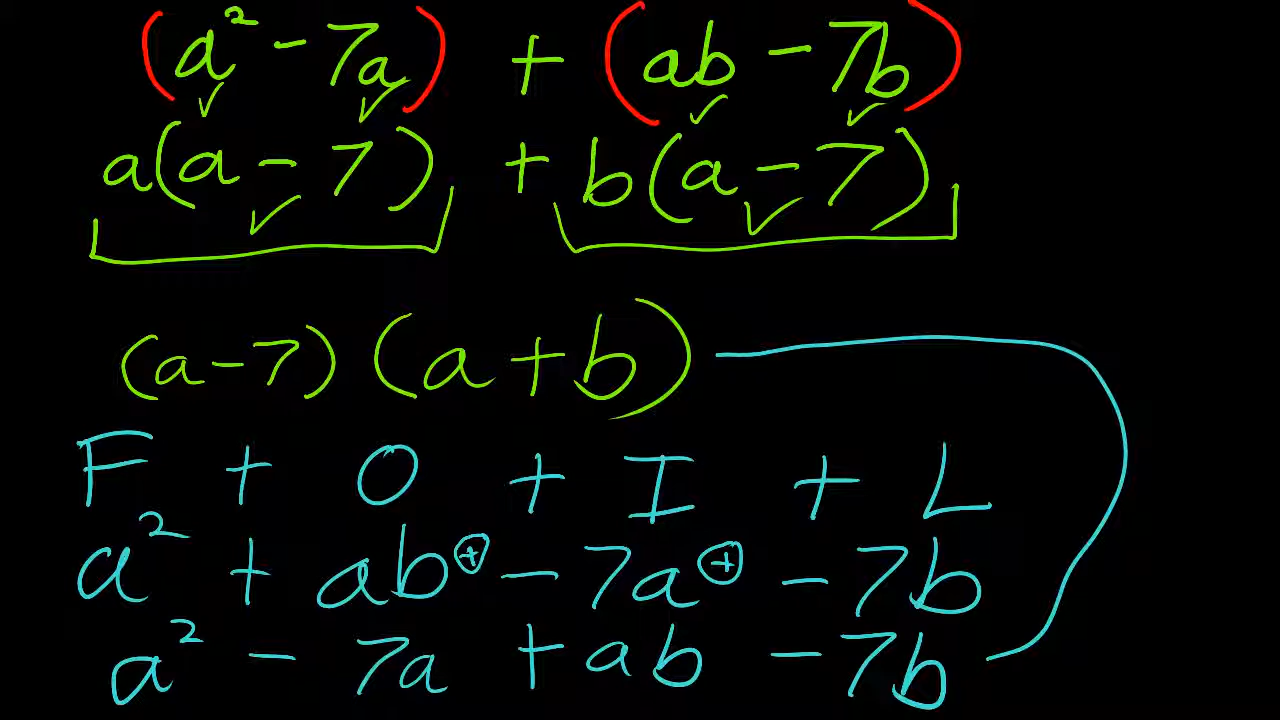 (a² - 7a) + (ab - 7b)
a(a - 7) + b(a - 7)
(a - 7) (a + b)
F + O + I + L
a² + ab ⊕ - 7a ⊕ - 7b
a² - 7a + ab - 7b